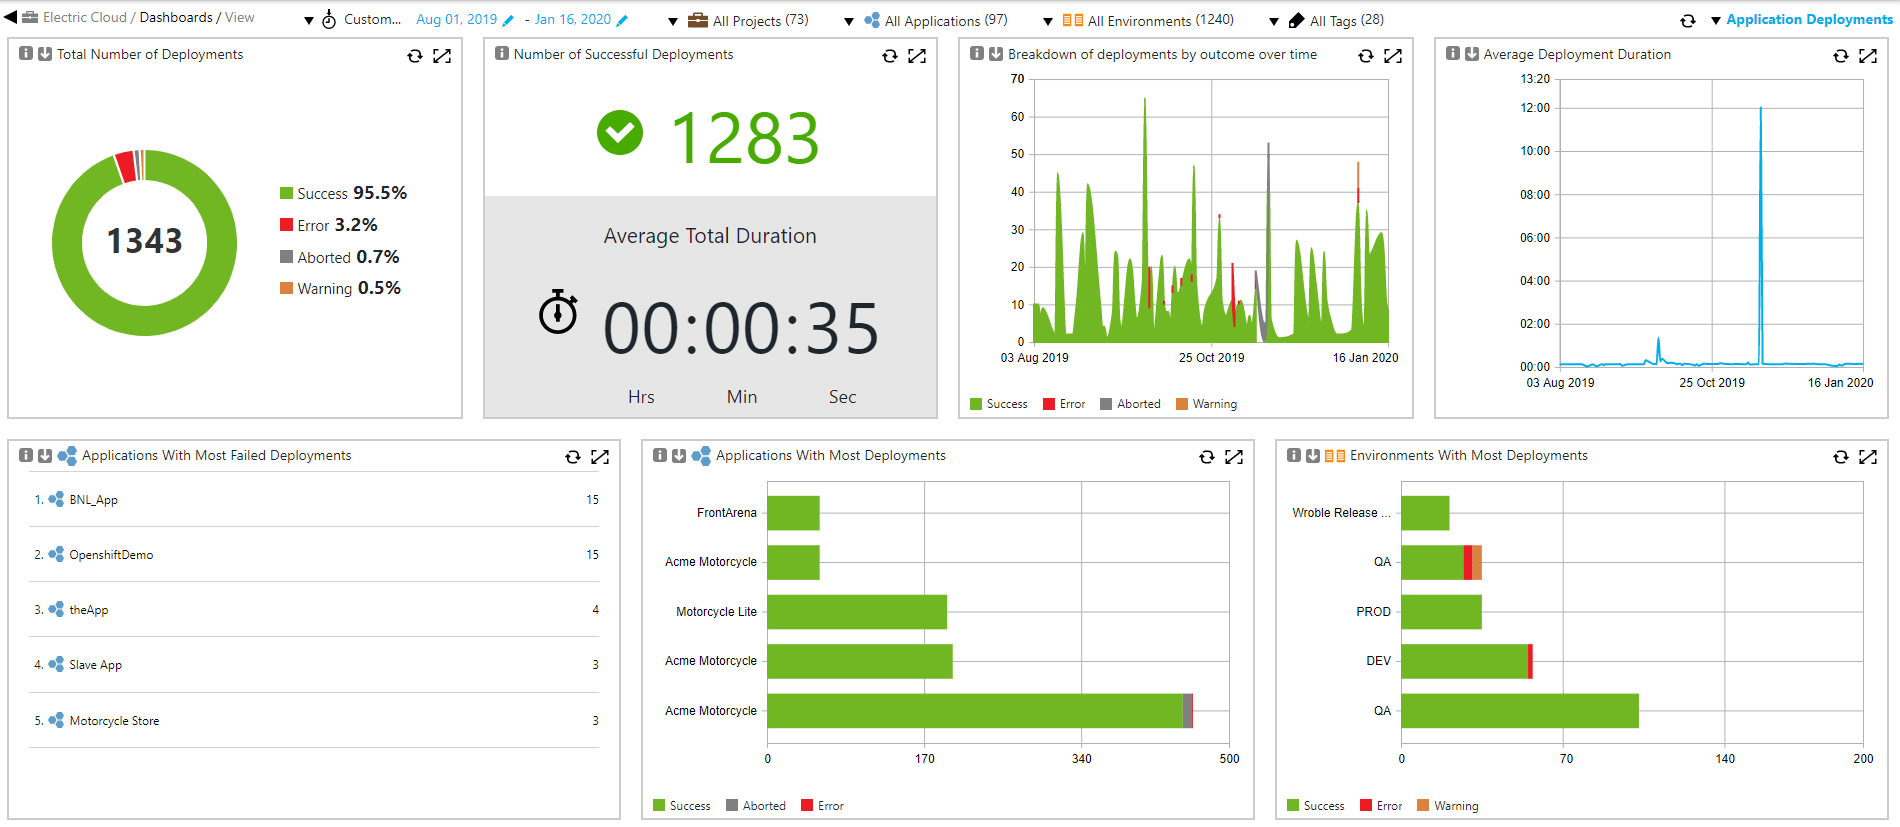 Electric Cloud / Dashboards / View
Custom... Aug 01, 2019 - Jan 16, 2020
All Projects (73)
All Applications (97)
All Environments (1240)
All Tags (28)
Application Deployments
Total Number of Deployments
1343
Success 95.5%
Error 3.2%
Aborted 0.7%
Warning 0.5%
Number of Successful Deployments
1283
Average Total Duration
00:00:35
Hrs Min Sec
Breakdown of deployments by outcome over time
70
60
50
40
30
20
10
0
03 Aug 2019 25 Oct 2019 16 Jan 2020
Success Error Aborted Warning
Average Deployment Duration
13:20
12:00
10:00
08:00
06:00
04:00
02:00
00:00
03 Aug 2019 25 Oct 2019 16 Jan 2020
Applications With Most Failed Deployments
1. BNL_App 15
2. OpenshiftDemo 15
3. theApp 4
4. Slave App 3
5. Motorcycle Store 3
Applications With Most Deployments
FrontArena
Acme Motorcycle
Motorcycle Lite
Acme Motorcycle
Acme Motorcycle
0 170 340 500
Success Aborted Error
Environments With Most Deployments
Wroble Release ...
QA
PROD
DEV
QA
0 70 140 200
Success Error Warning